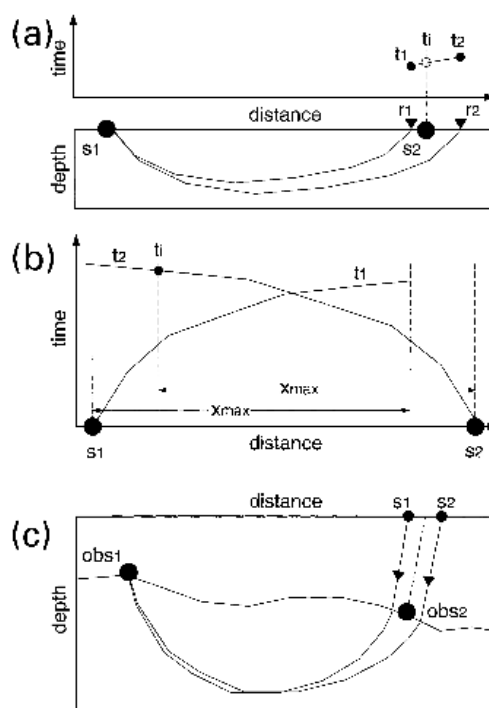 (a)
time
t1 ti t2
distance
s1 r1 s2 r2
depth
(b)
time
t2 ti t1
xmax
xmax
s1 distance s2
(c)
distance s1 s2
obs1
obs2
depth